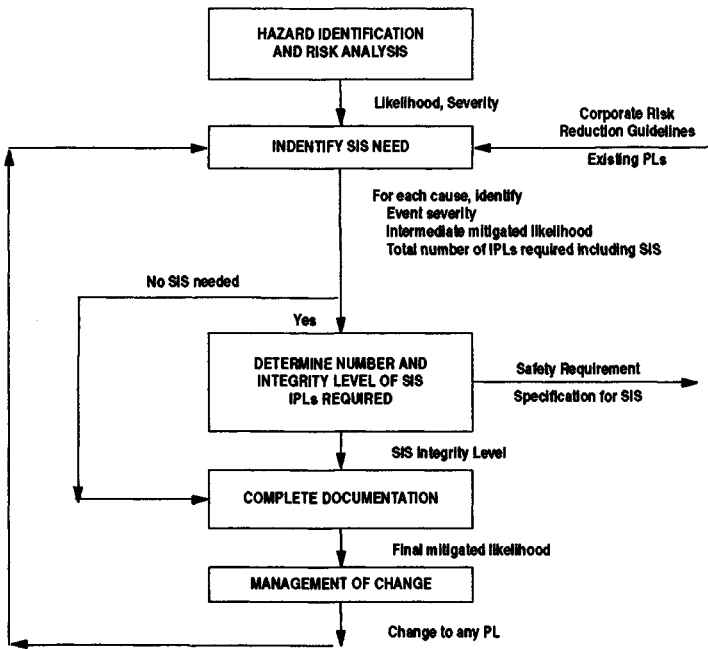 HAZARD IDENTIFICATION
AND RISK ANALYSIS
Likelihood, Severity
Corporate Risk
Reduction Guidelines
INDENTIFY SIS NEED
Existing PLs
For each cause, identify
Event severity
Intermediate mitigated likelihood
Total number of IPLs required including SIS
No SIS needed
Yes
DETERMINE NUMBER AND
INTEGRITY LEVEL OF SIS
IPLs REQUIRED
Safety Requirement
Specification for SIS
SIS Integrity Level
COMPLETE DOCUMENTATION
Final mitigated likelihood
MANAGEMENT OF CHANGE
Change to any PL